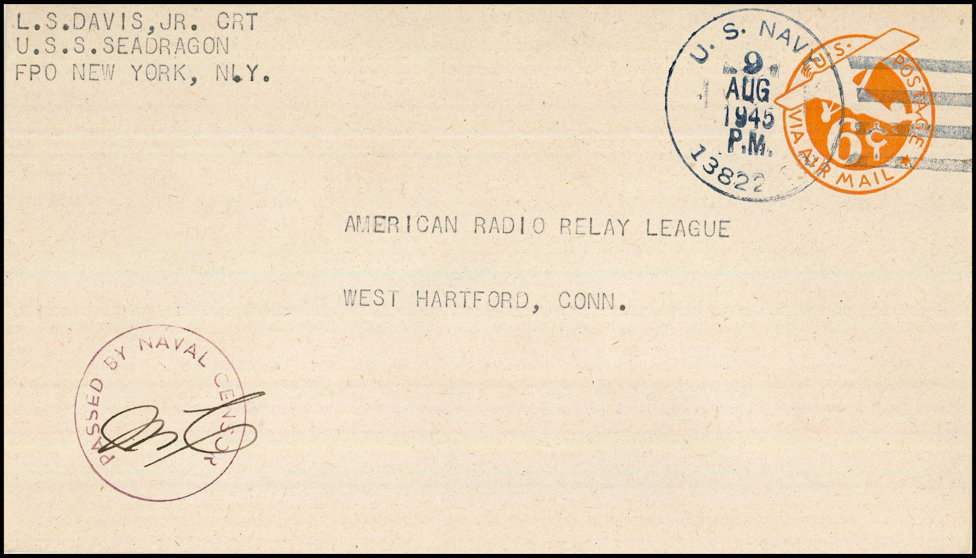 L.S.DAVIS,JR. CRT
U.S.S.SEADRAGON
FPO NEW YORK, NLY.
U. S. NAVY
9
AUG
1945
P.M.
13822
U.S. POSTAGE
6¢
VIA AIR MAIL
AMERICAN RADIO RELAY LEAGUE
WEST HARTFORD, CONN.
PASSED BY NAVAL CENSOR